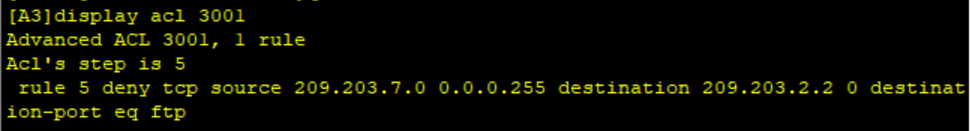 [A3]display acl 3001
Advanced ACL 3001, 1 rule
Acl's step is 5
 rule 5 deny tcp source 209.203.7.0 0.0.0.255 destination 209.203.2.2 0 destinat
ion-port eq ftp